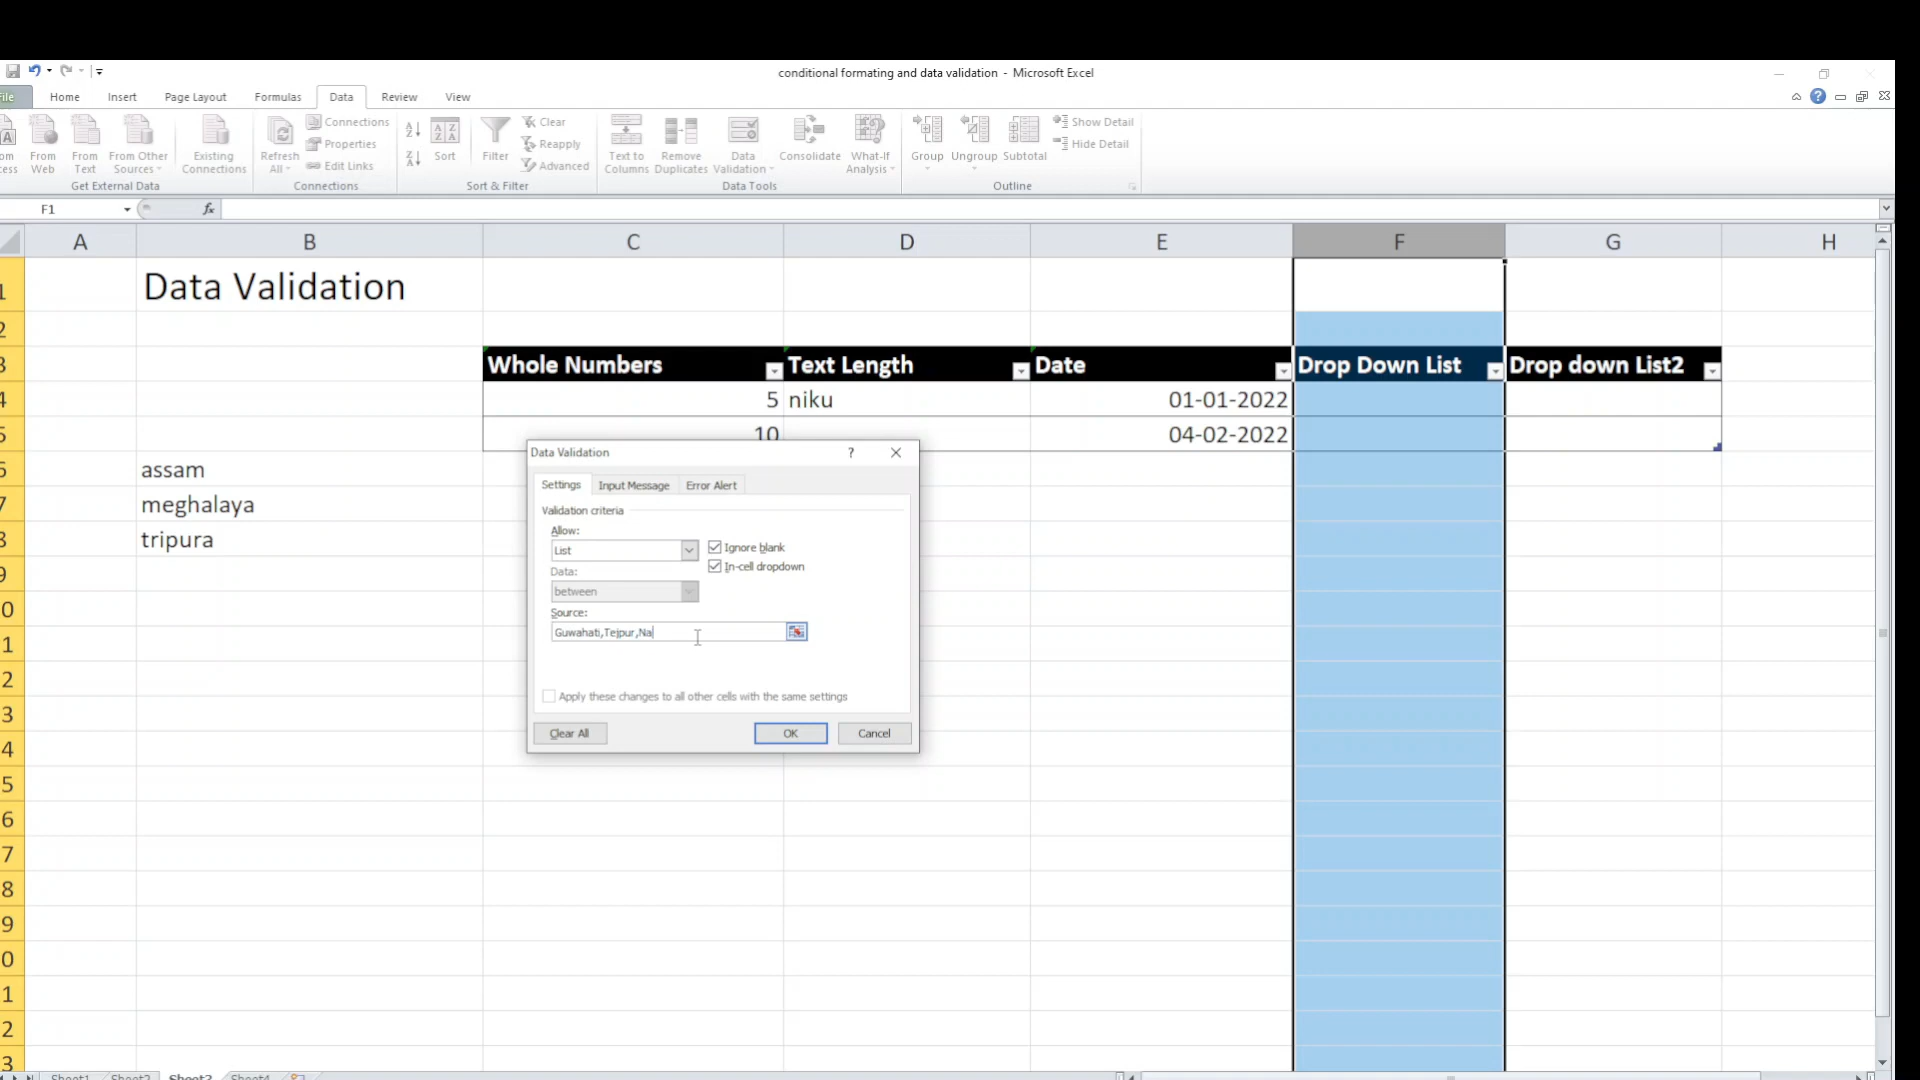 conditional formating and data validation - Microsoft Excel
File Home Insert Page Layout Formulas Data Review View
From Web
From Text
From Other Sources
Existing Connections
Get External Data
Refresh All
Connections
Properties
Edit Links
Connections
Sort
Filter
Clear
Reapply
Advanced
Sort & Filter
Text to Columns
Remove Duplicates
Data Validation
Consolidate
What-If Analysis
Data Tools
Group
Ungroup
Subtotal
Show Detail
Hide Detail
Outline
F1 fx
A B C D E F G H
Data Validation
Whole Numbers Text Length Date Drop Down List Drop down List2
5 niku 01-01-2022
10 04-02-2022
assam
meghalaya
tripura
Data Validation ?
Settings Input Message Error Alert
Validation criteria
Allow:
List
Ignore blank
In-cell dropdown
Data:
between
Source:
Guwahati,Tejpur,Na
Apply these changes to all other cells with the same settings
Clear All OK Cancel
Sheet1 Sheet4